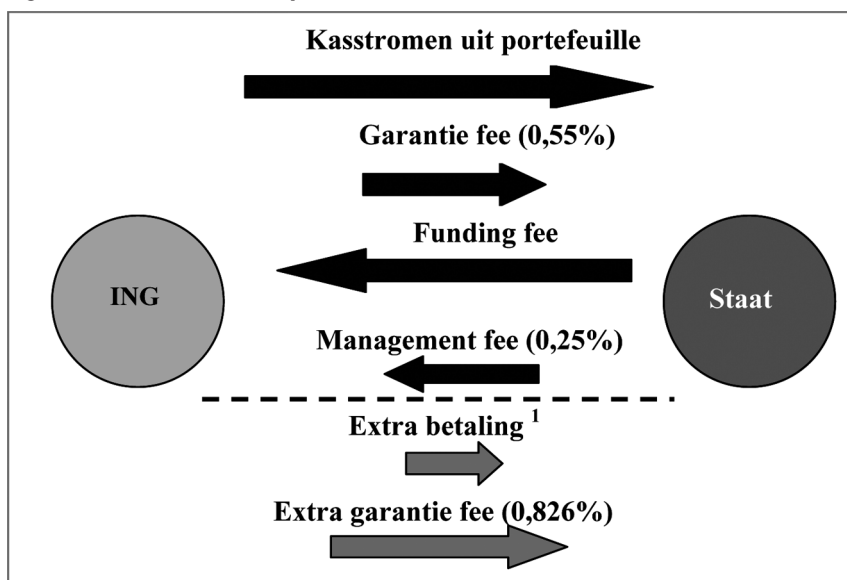 Kasstromen uit portefeuille
Garantie fee (0,55%)
Funding fee
ING
Staat
Management fee (0,25%)
Extra betaling 1
Extra garantie fee (0,826%)